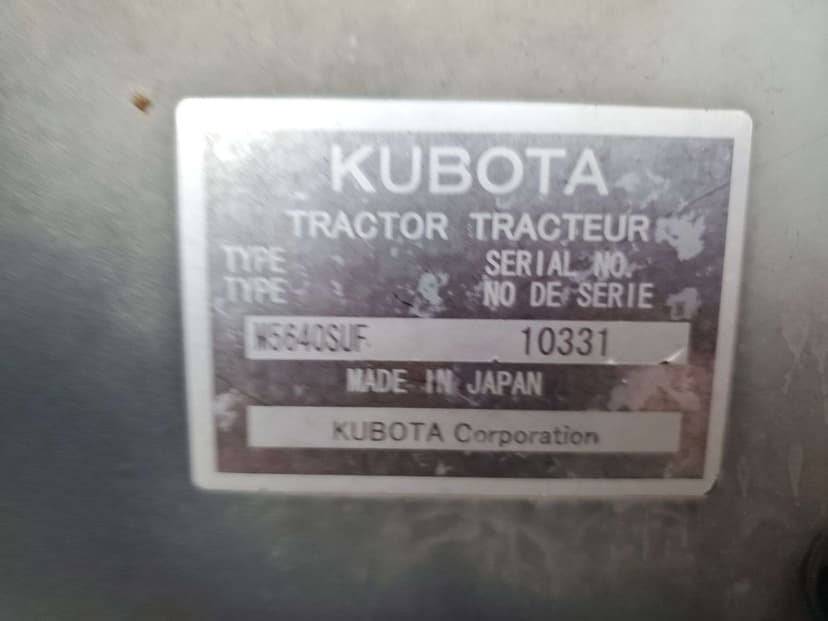 KUBOTA
TRACTOR TRACTEUR
TYPE SERIAL NO.
TYPE NO DE SERIE
M5640SUF 10331
MADE IN JAPAN
KUBOTA Corporation